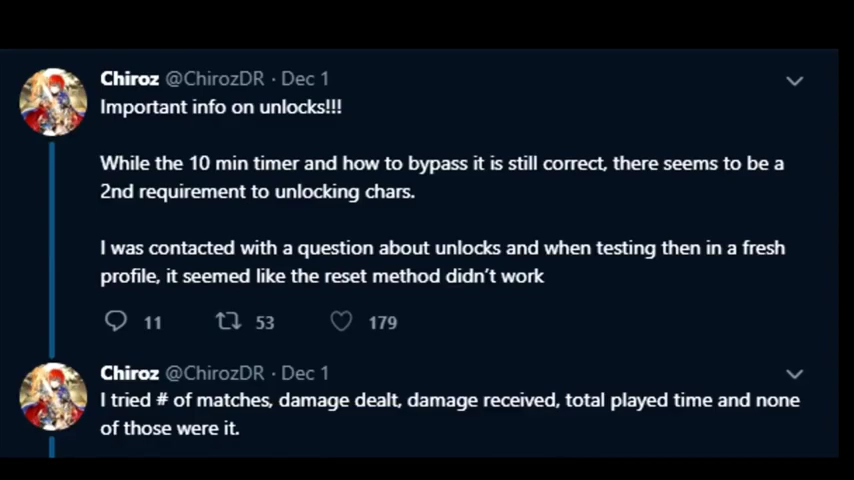 Chiroz @ChirozDR · Dec 1
Important info on unlocks!!!
While the 10 min timer and how to bypass it is still correct, there seems to be a
2nd requirement to unlocking chars.
I was contacted with a question about unlocks and when testing then in a fresh
profile, it seemed like the reset method didn't work
11 53 179
Chiroz @ChirozDR · Dec 1
I tried # of matches, damage dealt, damage received, total played time and none
of those were it.